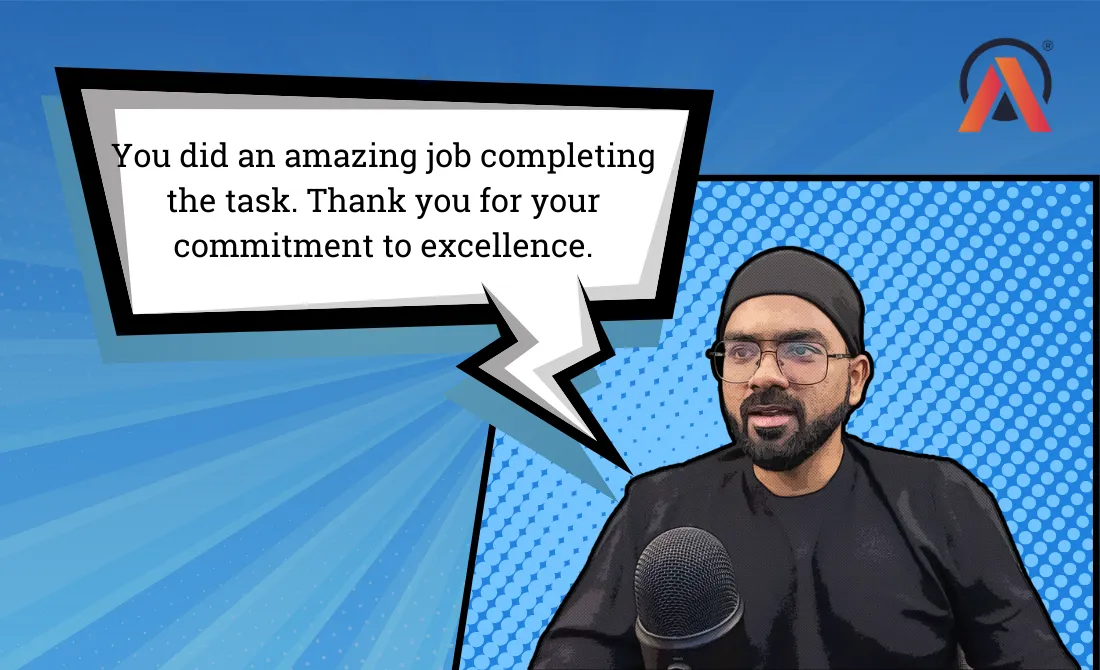 You did an amazing job completing
the task. Thank you for your
commitment to excellence.
®